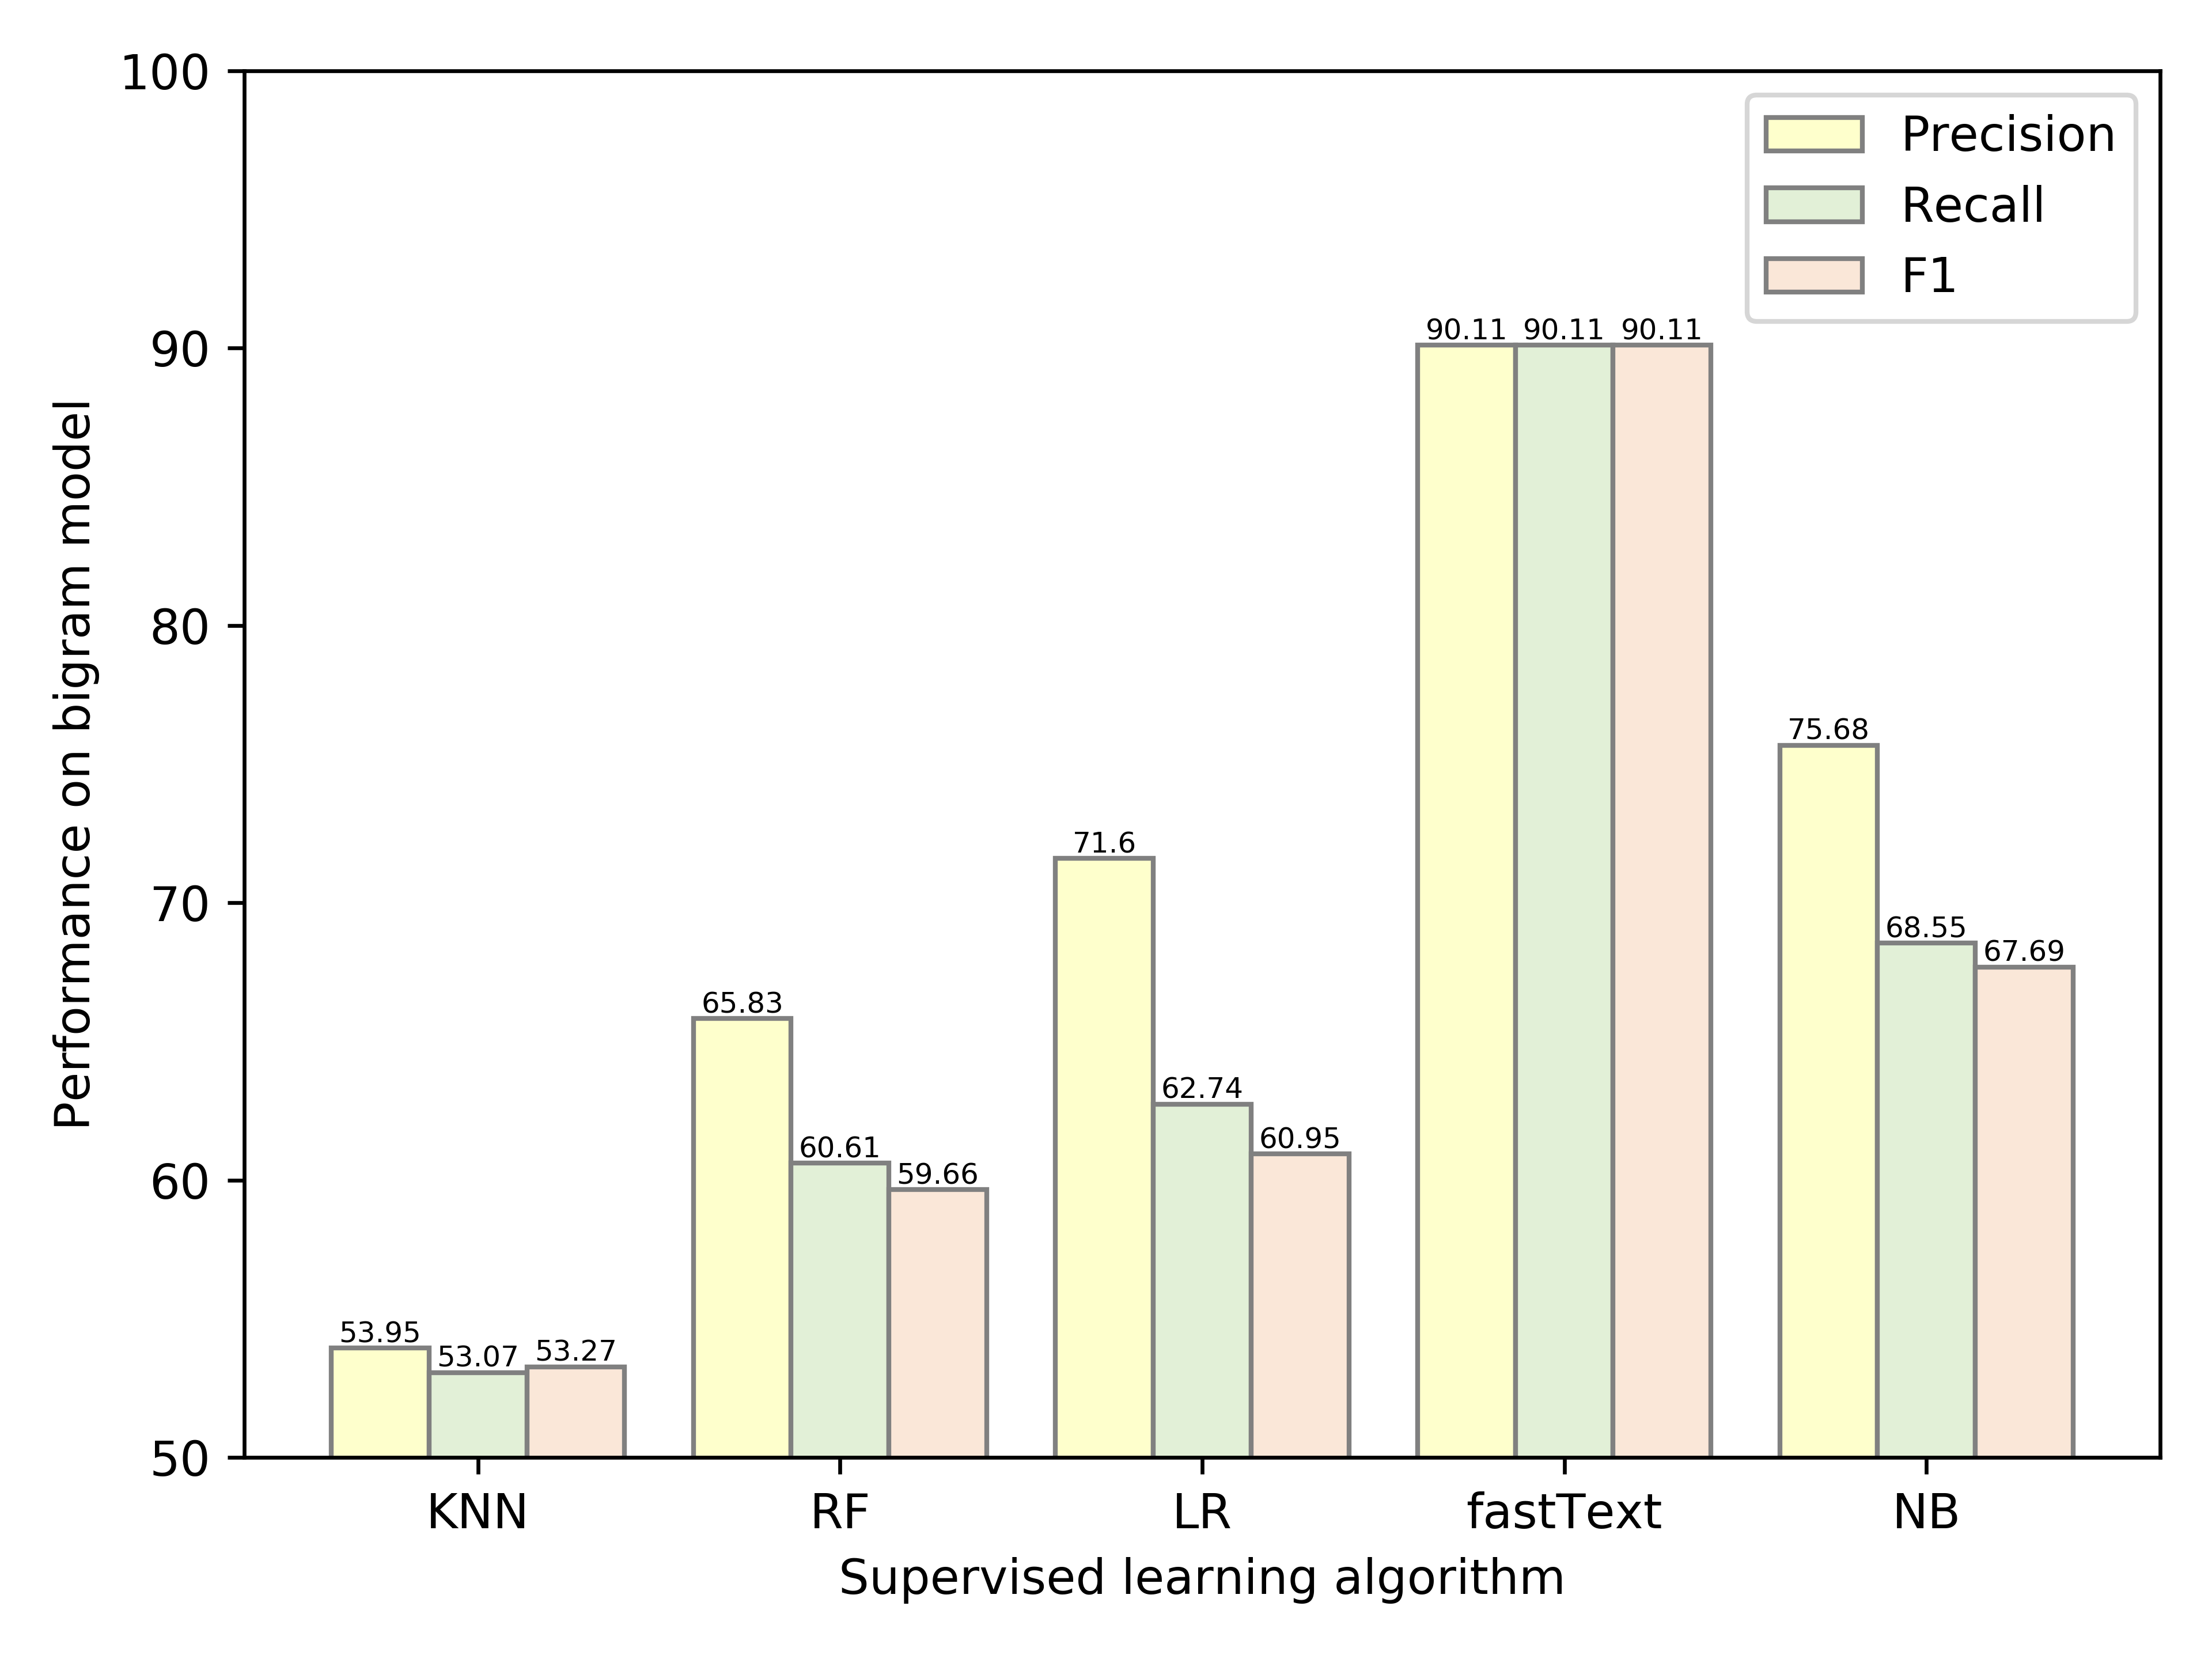 100
90
80
70
60
50
Performance on bigram model
Precision
Recall
F1
53.95
53.07
53.27
65.83
60.61
59.66
71.6
62.74
60.95
90.11 90.11 90.11
75.68
68.55
67.69
KNN RF LR fastText NB
Supervised learning algorithm